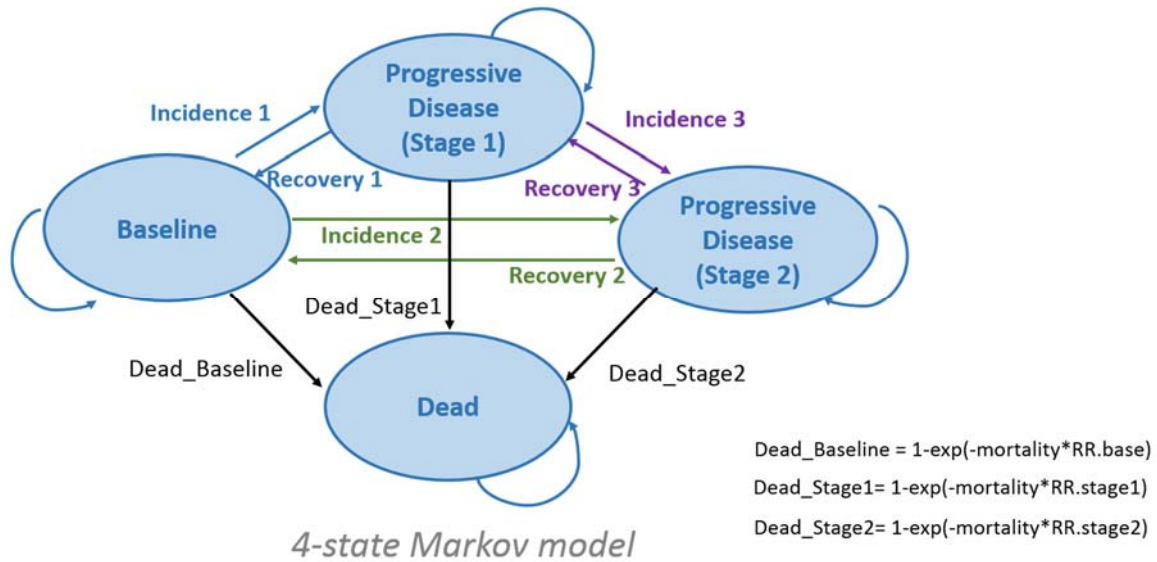 Progressive
Disease
(Stage 1)
Incidence 1
Incidence 3
Recovery 1
Recovery 3
Baseline
Progressive
Disease
(Stage 2)
Incidence 2
Recovery 2
Dead_Stage1
Dead_Baseline
Dead_Stage2
Dead
Dead_Baseline = 1-exp(-mortality*RR.base)
Dead_Stage1= 1-exp(-mortality*RR.stage1)
Dead_Stage2= 1-exp(-mortality*RR.stage2)
4-state Markov model